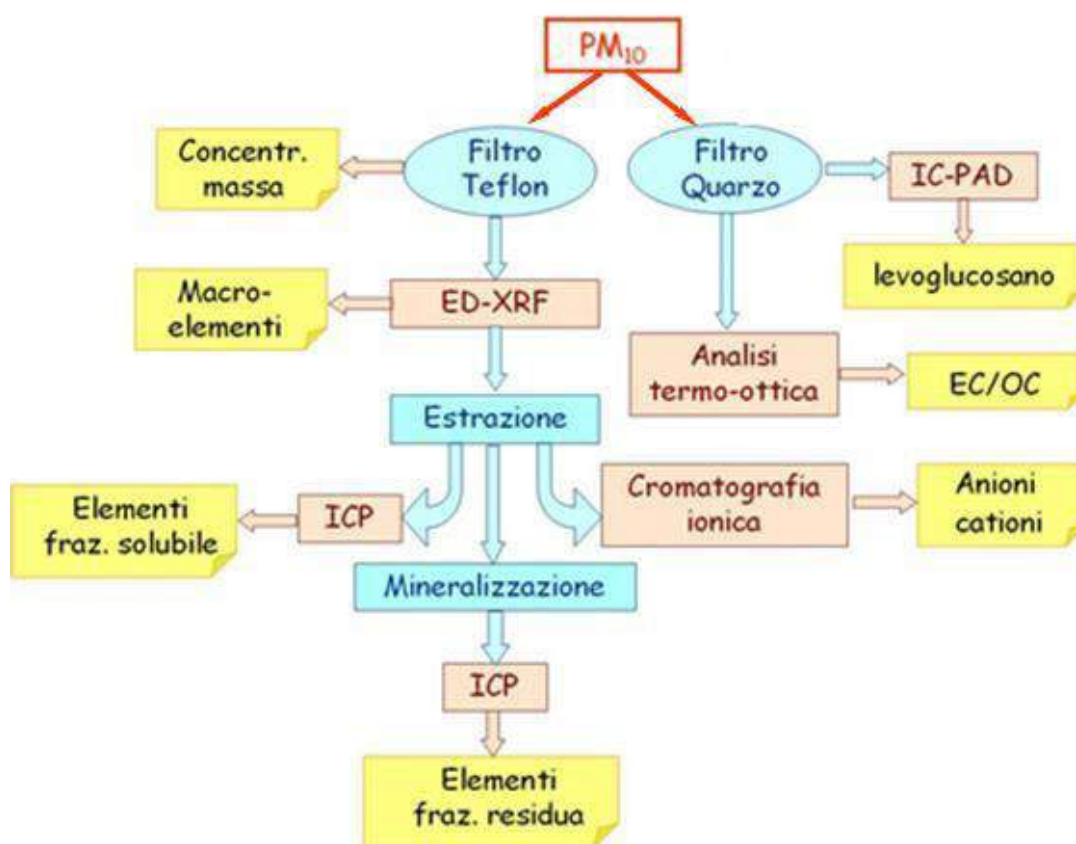 PM10
Concentr.
massa
Filtro
Teflon
Filtro
Quarzo
IC-PAD
levoglucosano
Macro-
elementi
ED-XRF
Analisi
termo-ottica
EC/OC
Estrazione
Elementi
fraz. solubile
ICP
Cromatografia
ionica
Anioni
cationi
Mineralizzazione
ICP
Elementi
fraz. residua